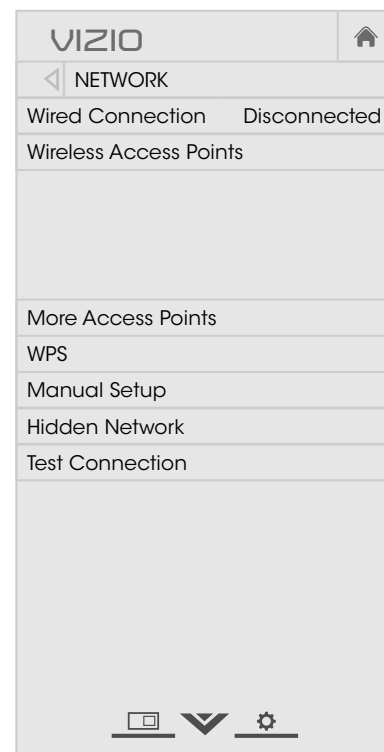 VIZIO
NETWORK
Wired Connection Disconnected
Wireless Access Points
More Access Points
WPS
Manual Setup
Hidden Network
Test Connection